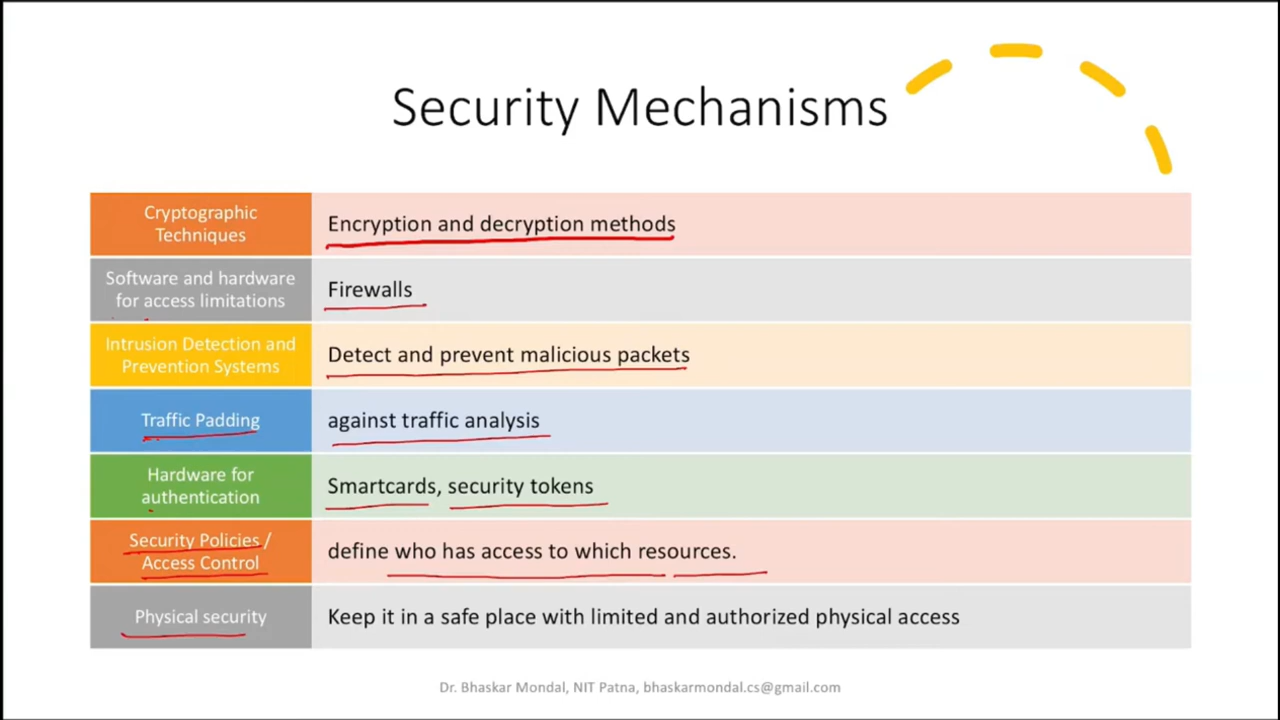 Security Mechanisms
Cryptographic
Techniques
Encryption and decryption methods
Software and hardware
for access limitations
Firewalls
Intrusion Detection and
Prevention Systems
Detect and prevent malicious packets
Traffic Padding
against traffic analysis
Hardware for
authentication
Smartcards, security tokens
Security Policies /
Access Control
define who has access to which resources.
Physical security
Keep it in a safe place with limited and authorized physical access
Dr. Bhaskar Mondal, NIT Patna, bhaskarmondal.cs@gmail.com